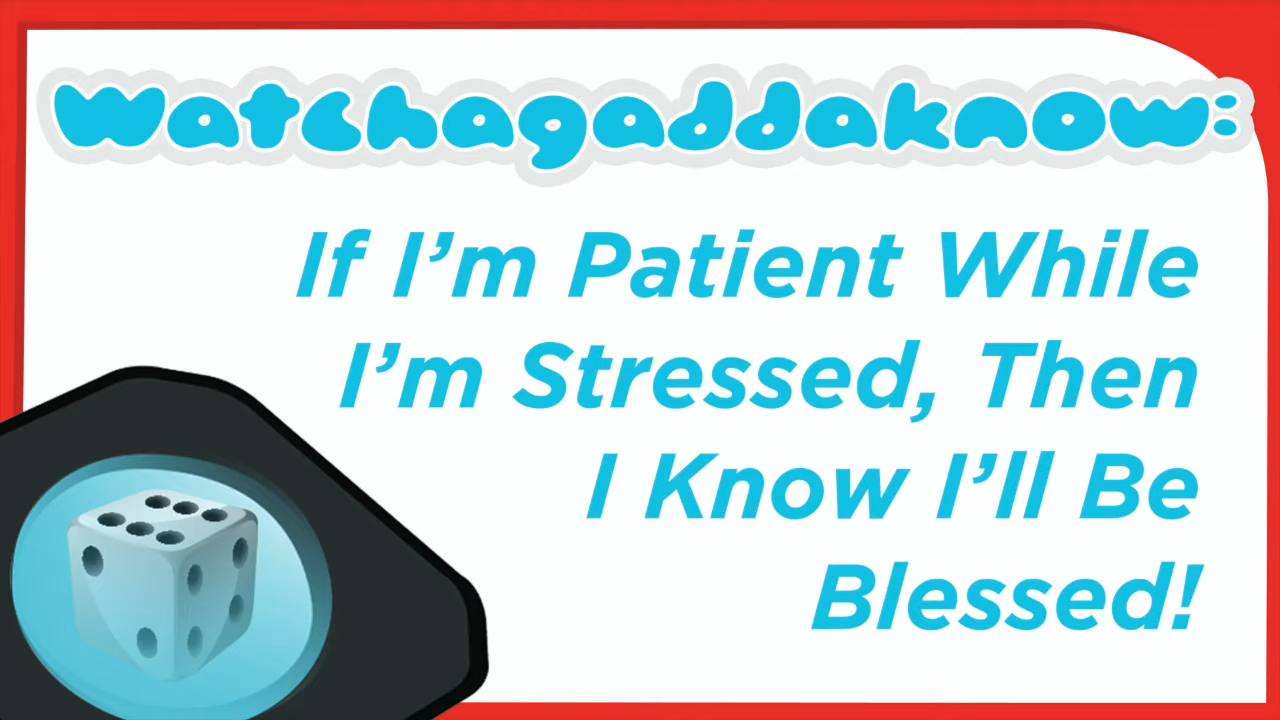 Watchagaddaknow:
If I’m Patient While
I’m Stressed, Then
I Know I’ll Be
Blessed!